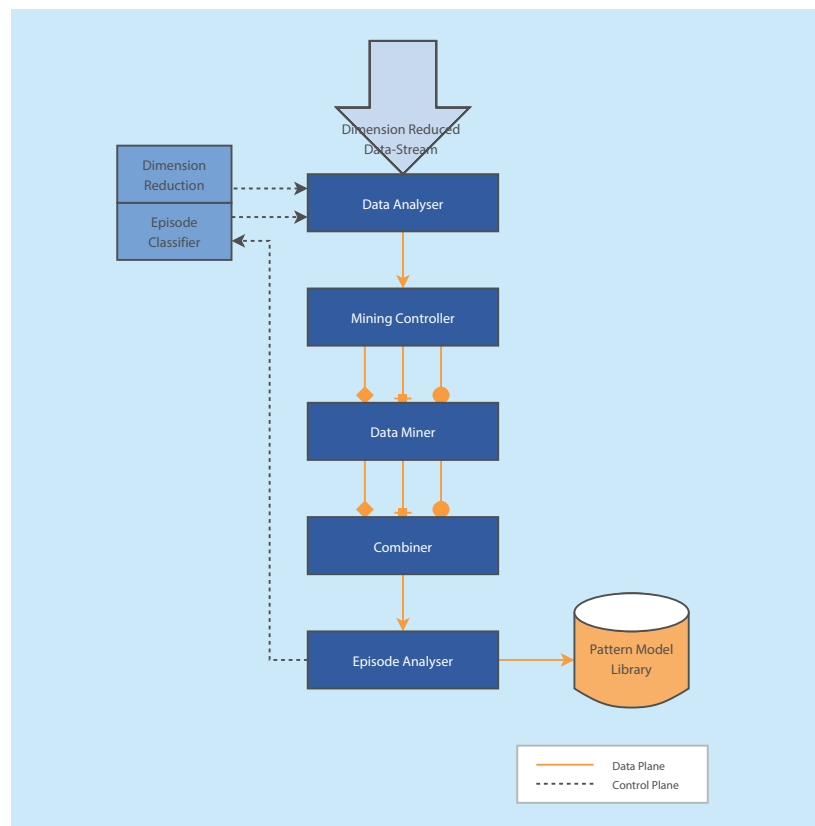 Dimension Reduced
Data-Stream
Dimension
Reduction
Data Analyser
Episode
Classifier
Mining Controller
Data Miner
Combiner
Episode Analyser
Pattern Model
Library
Data Plane
Control Plane